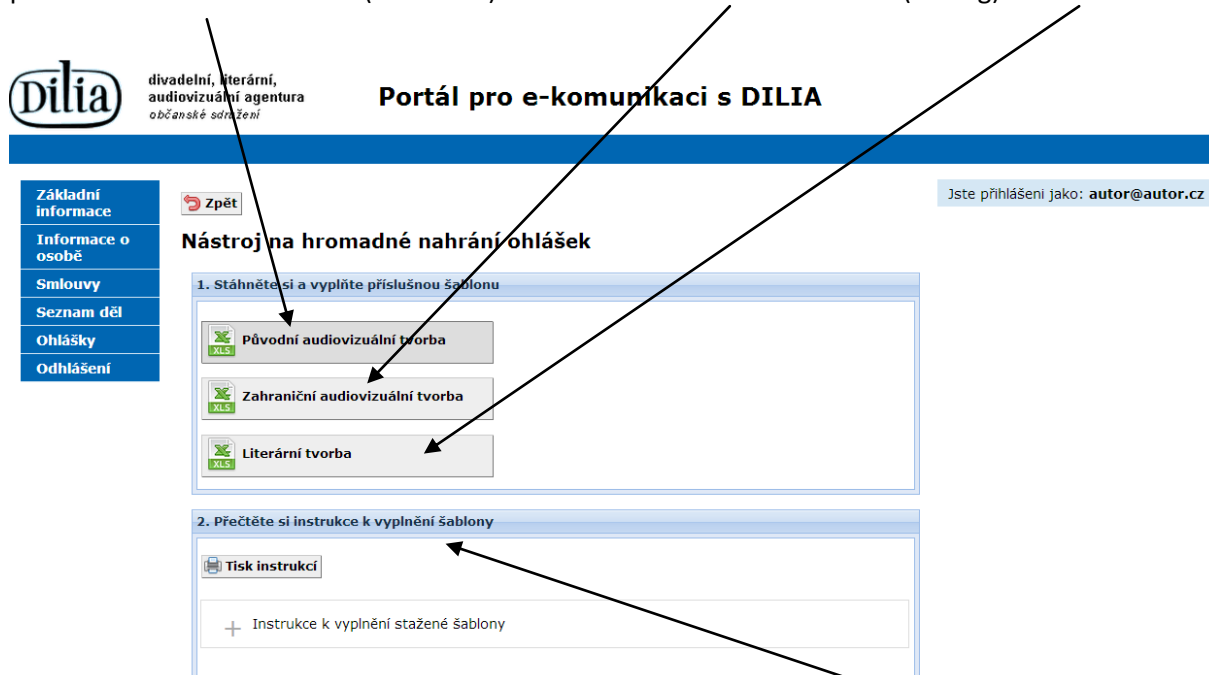 Dilia
divadelní, literární,
audiovizuální agentura
občanské sdružení
Portál pro e-komunikaci s DILIA
Základní
informace
Informace o
osobě
Smlouvy
Seznam děl
Ohlášky
Odhlášení
Zpět
Jste přihlášeni jako: autor@autor.cz
Nástroj na hromadné nahrání ohlášek
1. Stáhněte si a vyplňte příslušnou šablonu
XLS Původní audiovizuální tvorba
XLS Zahraniční audiovizuální tvorba
XLS Literární tvorba
2. Přečtěte si instrukce k vyplnění šablony
Tisk instrukcí
+ Instrukce k vyplnění stažené šablony